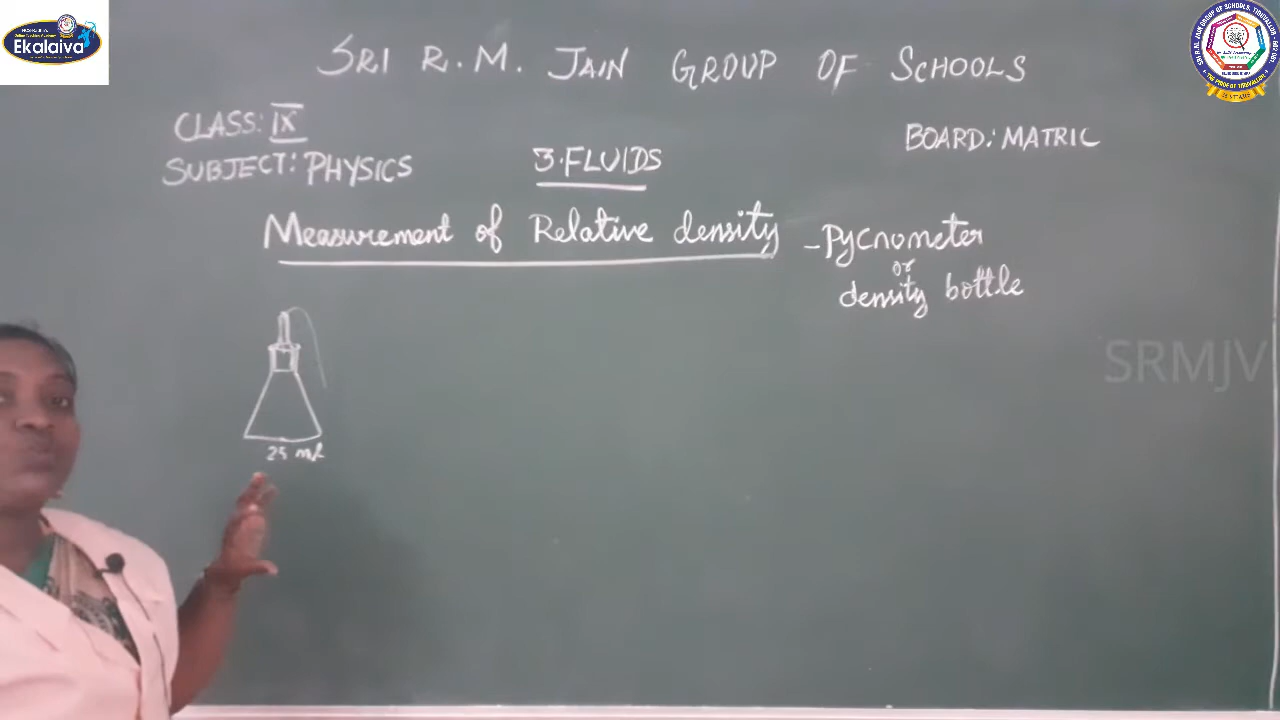 Ekalaiva
SRI R.M. JAIN GROUP OF SCHOOLS
CLASS: IX
BOARD: MATRIC
SUBJECT: PHYSICS
3. FLUIDS
Measurement of Relative density - Pycnometer
or
density bottle
25 ml
SRMJV